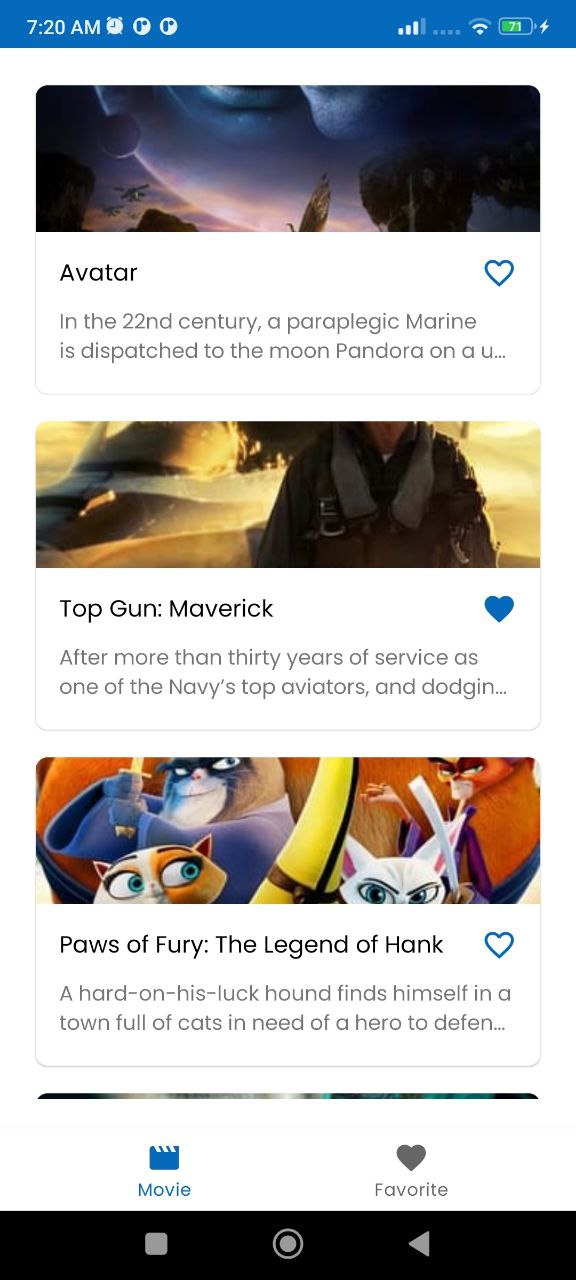 7:20 AM
71
Avatar
In the 22nd century, a paraplegic Marine
is dispatched to the moon Pandora on a u...
Top Gun: Maverick
After more than thirty years of service as
one of the Navy’s top aviators, and dodgin...
Paws of Fury: The Legend of Hank
A hard-on-his-luck hound finds himself in a
town full of cats in need of a hero to defen...
Movie
Favorite